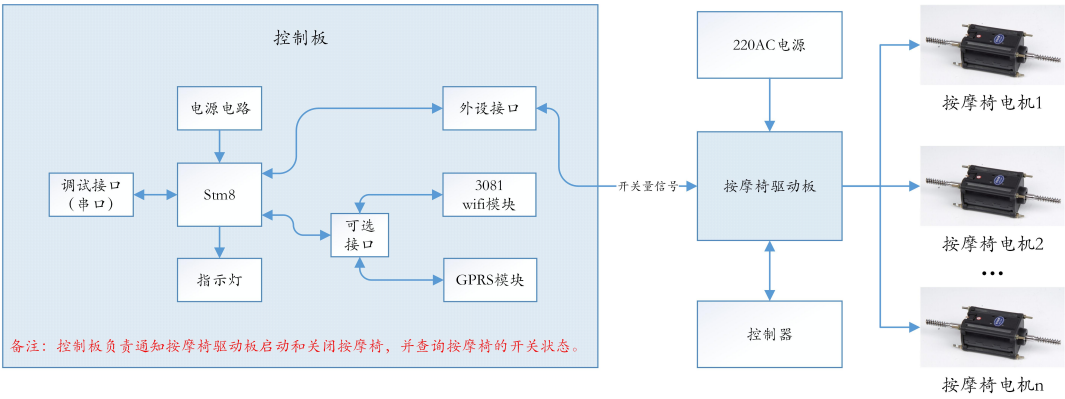 控制板
电源电路
外设接口
调试接口
（串口）
Stm8
3081
wifi模块
可选
接口
指示灯
GPRS模块
备注：控制板负责通知按摩椅驱动板启动和关闭按摩椅，并查询按摩椅的开关状态。
开关量信号
220AC电源
按摩椅驱动板
控制器
按摩椅电机1
按摩椅电机2
...
按摩椅电机n